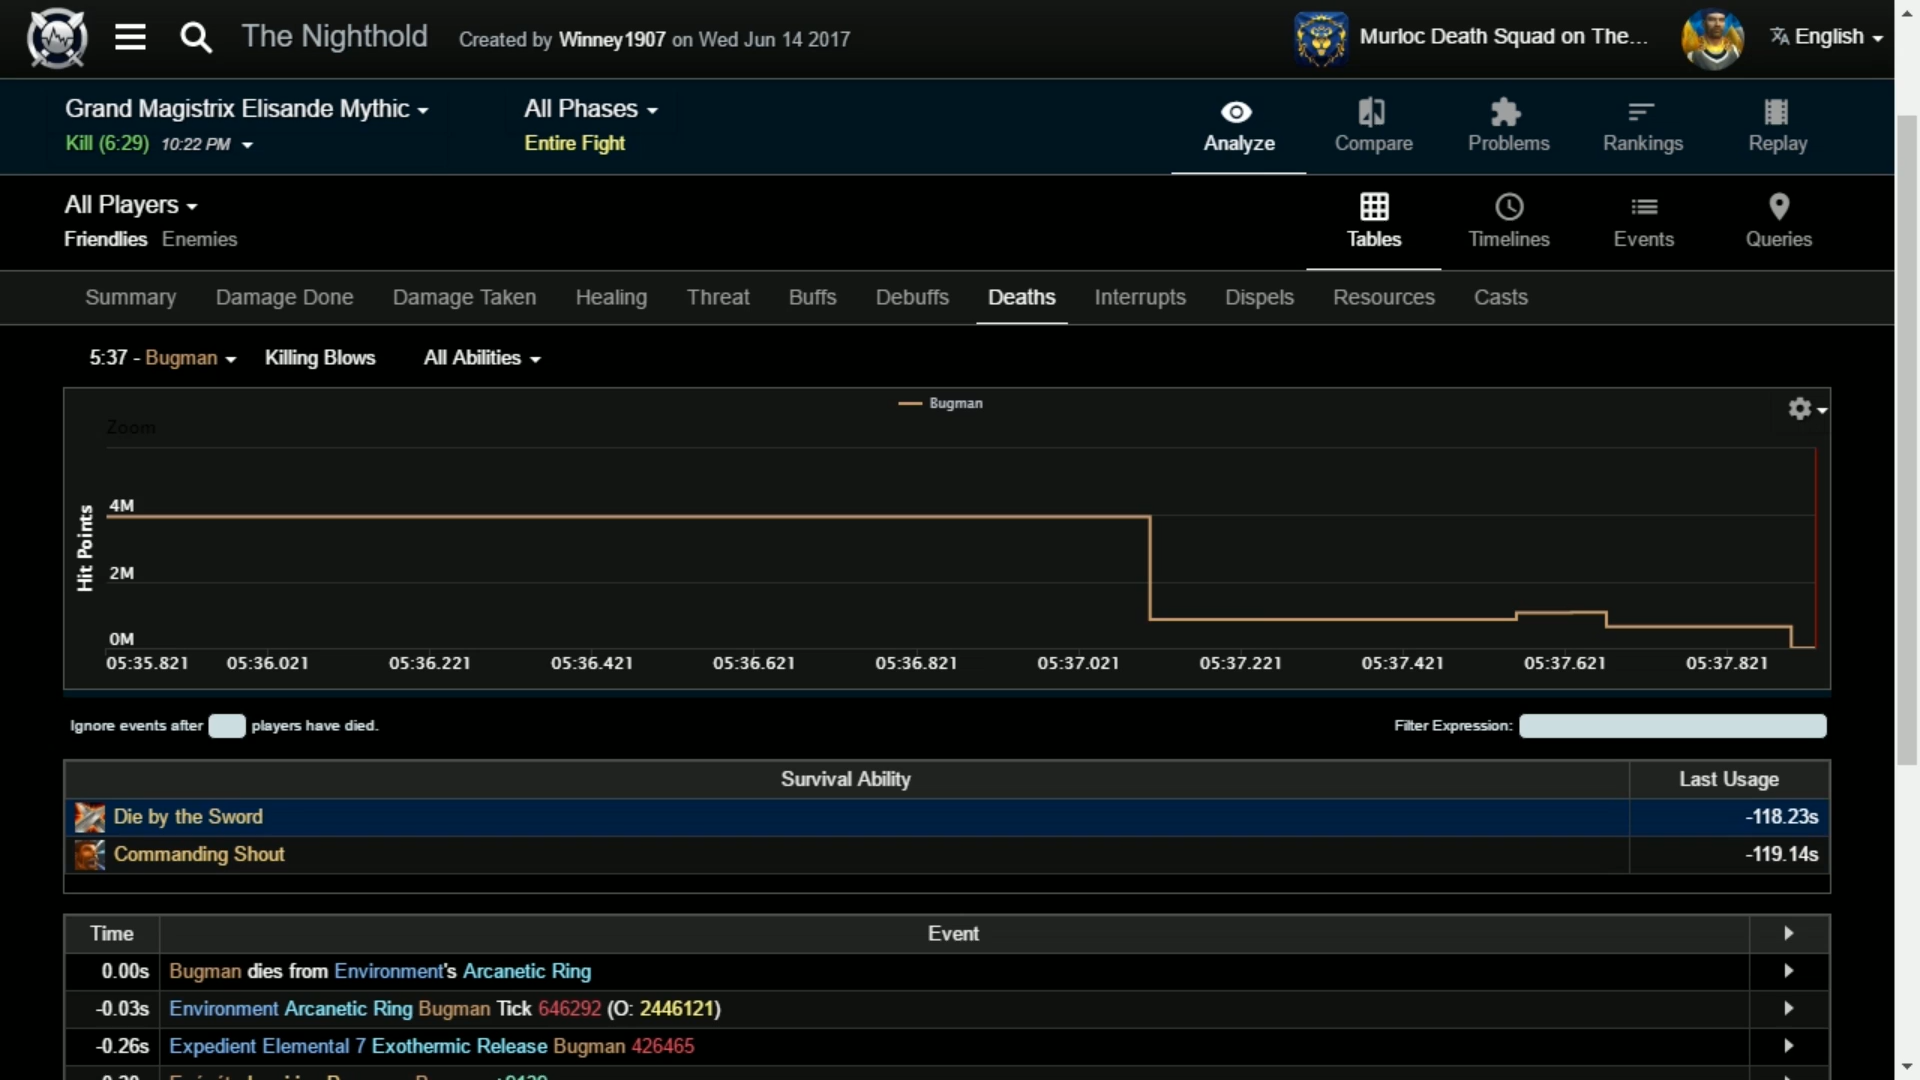 The Nighthold Created by Winney1907 on Wed Jun 14 2017 Murloc Death Squad on The... English
Grand Magistrix Elisande Mythic All Phases
Kill (6:29) 10:22 PM Entire Fight Analyze Compare Problems Rankings Replay
All Players
Friendlies Enemies Tables Timelines Events Queries
Summary Damage Done Damage Taken Healing Threat Buffs Debuffs Deaths Interrupts Dispels Resources Casts
5:37 - Bugman Killing Blows All Abilities
Bugman
Zoom
Hit Points
4M
2M
0M
05:35.821 05:36.021 05:36.221 05:36.421 05:36.621 05:36.821 05:37.021 05:37.221 05:37.421 05:37.621 05:37.821
Ignore events after players have died. Filter Expression:
Survival Ability Last Usage
Die by the Sword -118.23s
Commanding Shout -119.14s
Time Event
0.00s Bugman dies from Environment's Arcanetic Ring
-0.03s Environment Arcanetic Ring Bugman Tick 646292 (O: 2446121)
-0.26s Expedient Elemental 7 Exothermic Release Bugman 426465